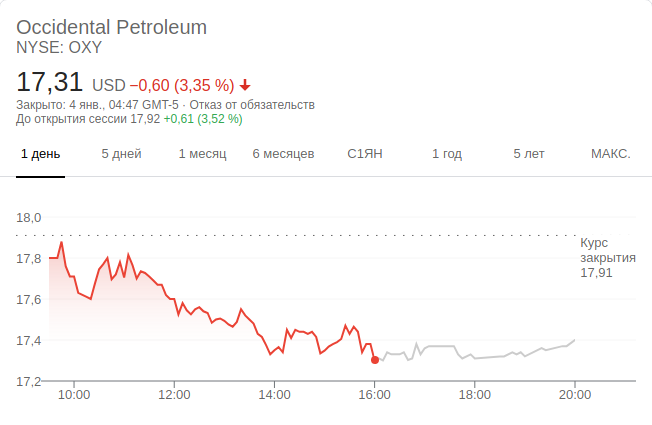 Occidental Petroleum
NYSE: OXY
17,31 USD −0,60 (3,35 %)
Закрыто: 4 янв., 04:47 GMT-5 · Отказ от обязательств
До открытия сессии 17,92 +0,61 (3,52 %)
1 день 5 дней 1 месяц 6 месяцев С1ЯН 1 год 5 лет МАКС.
18,0
Курс
закрытия
17,91
17,8
17,6
17,4
17,2
10:00 12:00 14:00 16:00 18:00 20:00